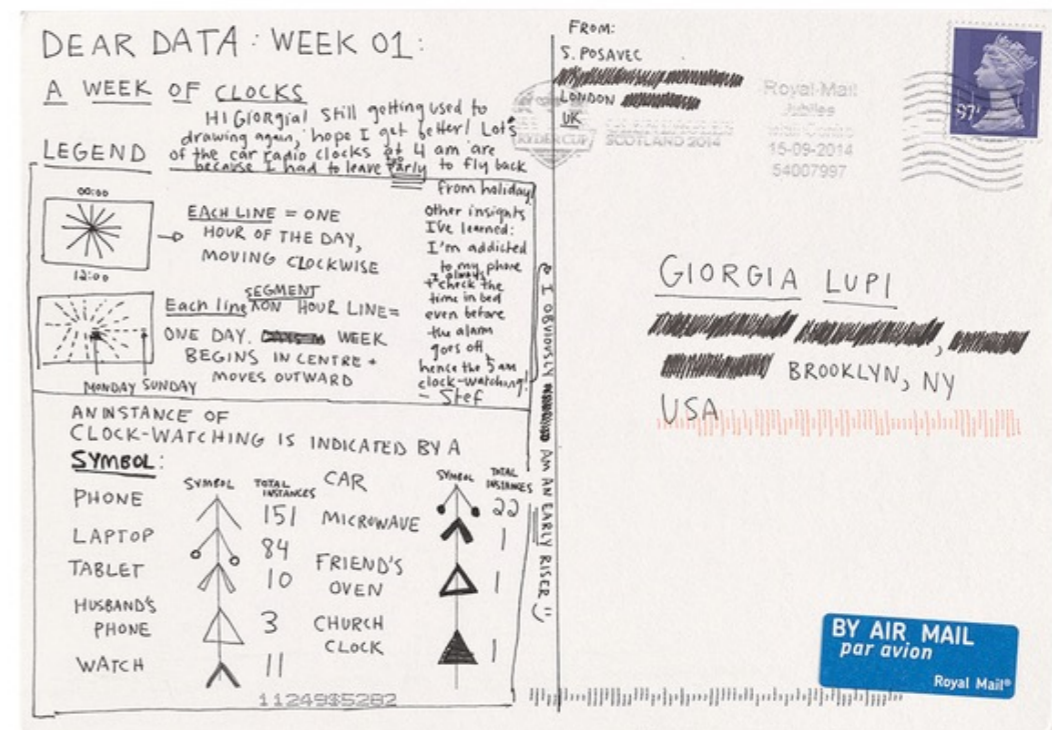 DEAR DATA: WEEK 01:
A WEEK OF CLOCKS
HI GIORGIA! Still getting used to
drawing again, hope I get better! Lots
of the car radio clocks at 4 am are
because I had to leave early to fly back
from holiday!
LEGEND
00:00
12:00
EACH LINE = ONE
HOUR OF THE DAY,
MOVING CLOCKWISE
Each line SEGMENT ON HOUR LINE=
ONE DAY. WEEK
BEGINS IN CENTRE +
MOVES OUTWARD
MONDAY SUNDAY
other insights
I've learned:
I'm addicted
to my phone
+ I always check the
time in bed
even before
the alarm
goes off,
hence the 5 am
clock-watching!
- Stef
& I OBVIOUSLY AM AN EARLY RISER
AN INSTANCE OF
CLOCK-WATCHING IS INDICATED BY A
SYMBOL:
SYMBOL TOTAL INSTANCES
PHONE 151
LAPTOP 84
TABLET 10
HUSBAND'S
PHONE 3
WATCH 11
SYMBOL TOTAL INSTANCES
CAR 22
MICROWAVE 1
FRIEND'S
OVEN 1
CHURCH
CLOCK 1
11249$5282
FROM:
S. POSAVEC
LONDON
UK
RYDER CUP
SCOTLAND 2014
Royal Mail
Jubilee
15-09-2014
54007997
97p
GIORGIA LUPI
BROOKLYN, NY
USA
BY AIR MAIL
par avion
Royal Mail®